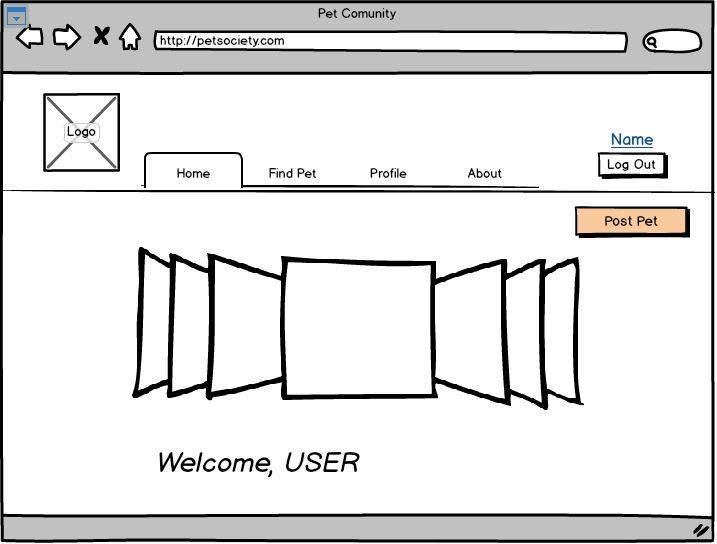 Pet Comunity
http://petsociety.com
Logo
Name
Log Out
Home Find Pet Profile About
Post Pet
Welcome, USER